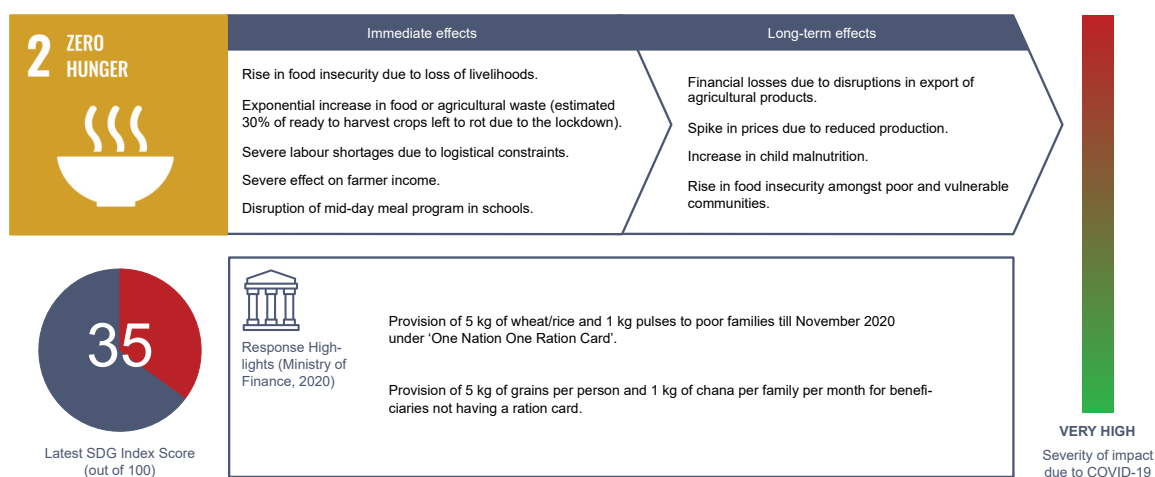 2 ZERO
HUNGER
Immediate effects
Rise in food insecurity due to loss of livelihoods.
Exponential increase in food or agricultural waste (estimated
30% of ready to harvest crops left to rot due to the lockdown).
Severe labour shortages due to logistical constraints.
Severe effect on farmer income.
Disruption of mid-day meal program in schools.
Long-term effects
Financial losses due to disruptions in export of
agricultural products.
Spike in prices due to reduced production.
Increase in child malnutrition.
Rise in food insecurity amongst poor and vulnerable
communities.
35
Latest SDG Index Score
(out of 100)
Response High-
lights (Ministry of
Finance, 2020)
Provision of 5 kg of wheat/rice and 1 kg pulses to poor families till November 2020
under ‘One Nation One Ration Card’.
Provision of 5 kg of grains per person and 1 kg of chana per family per month for benefi-
ciaries not having a ration card.
VERY HIGH
Severity of impact
due to COVID-19